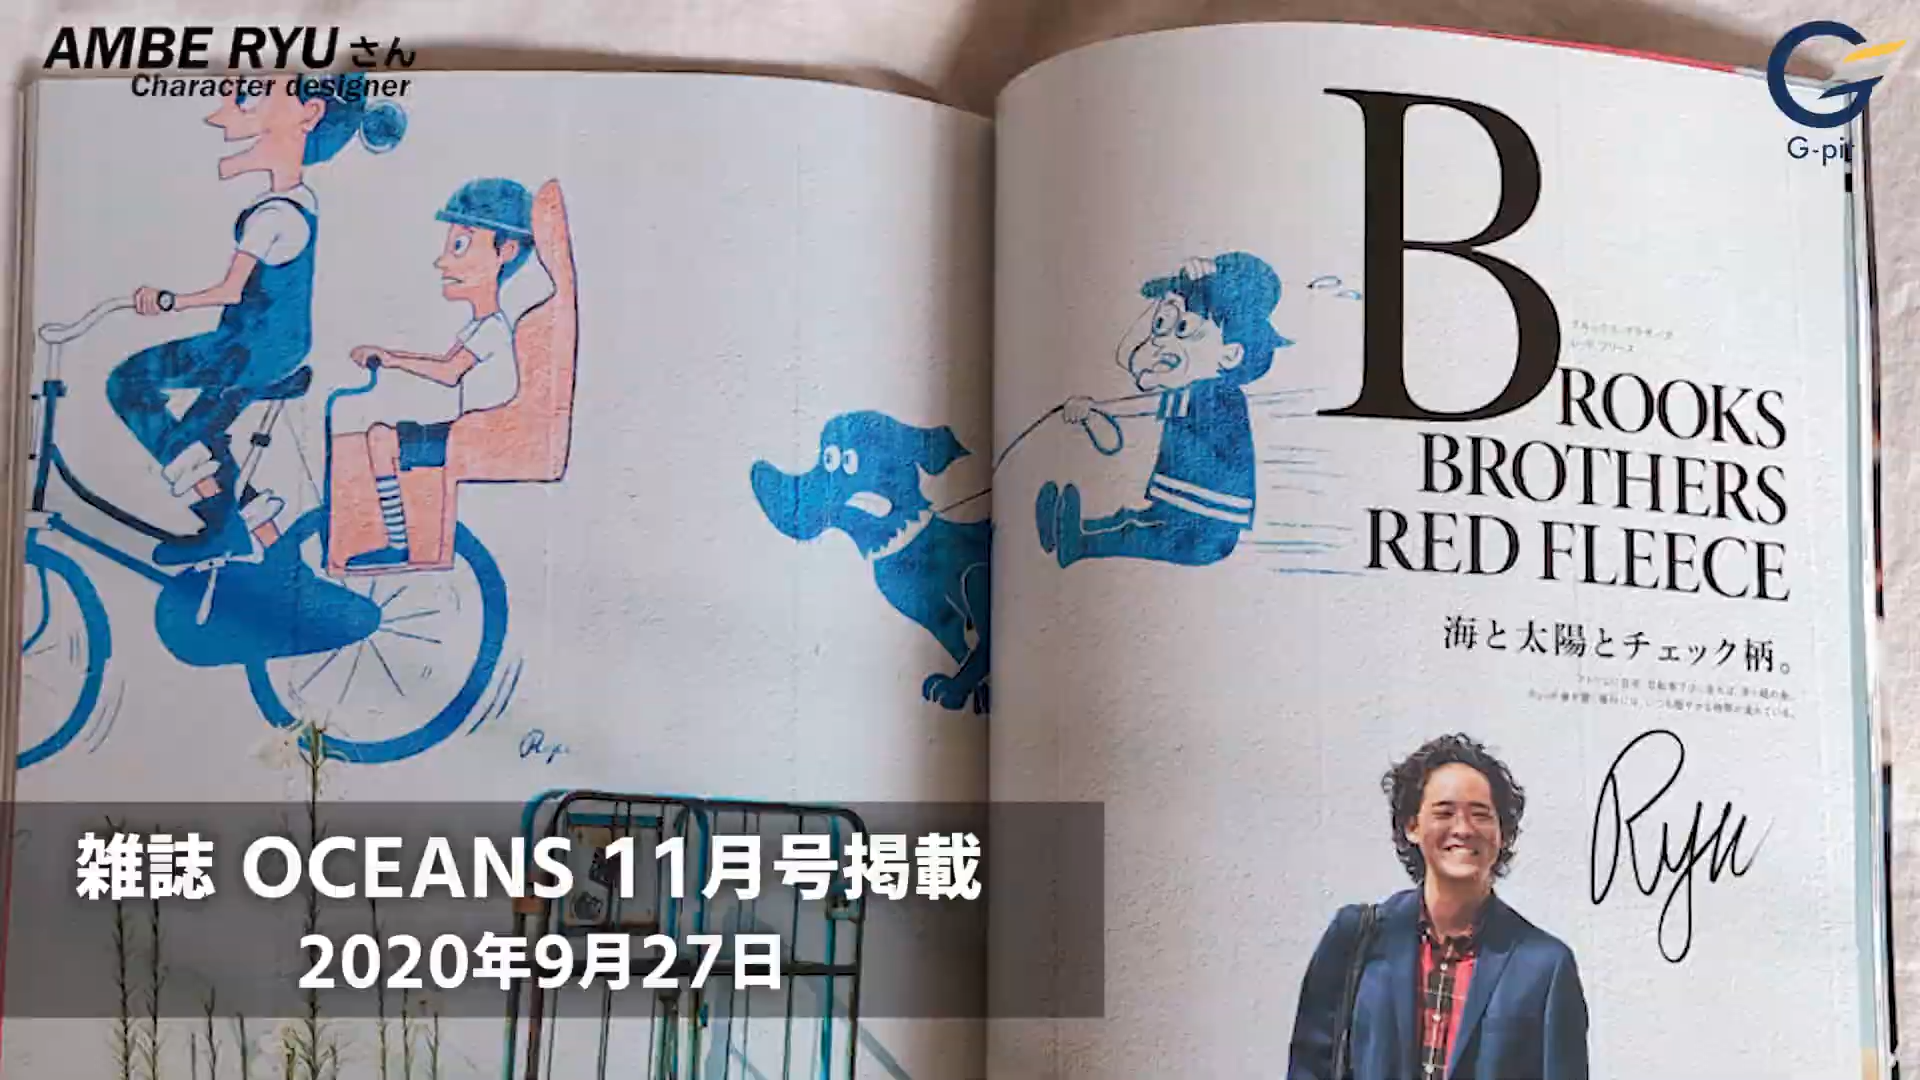 AMBE RYUさん
Character designer
G-pit
BROOKS
BROTHERS
RED FLEECE
海と太陽とチェック柄。
Ryu
Ryu
雑誌 OCEANS 11月号掲載
2020年9月27日